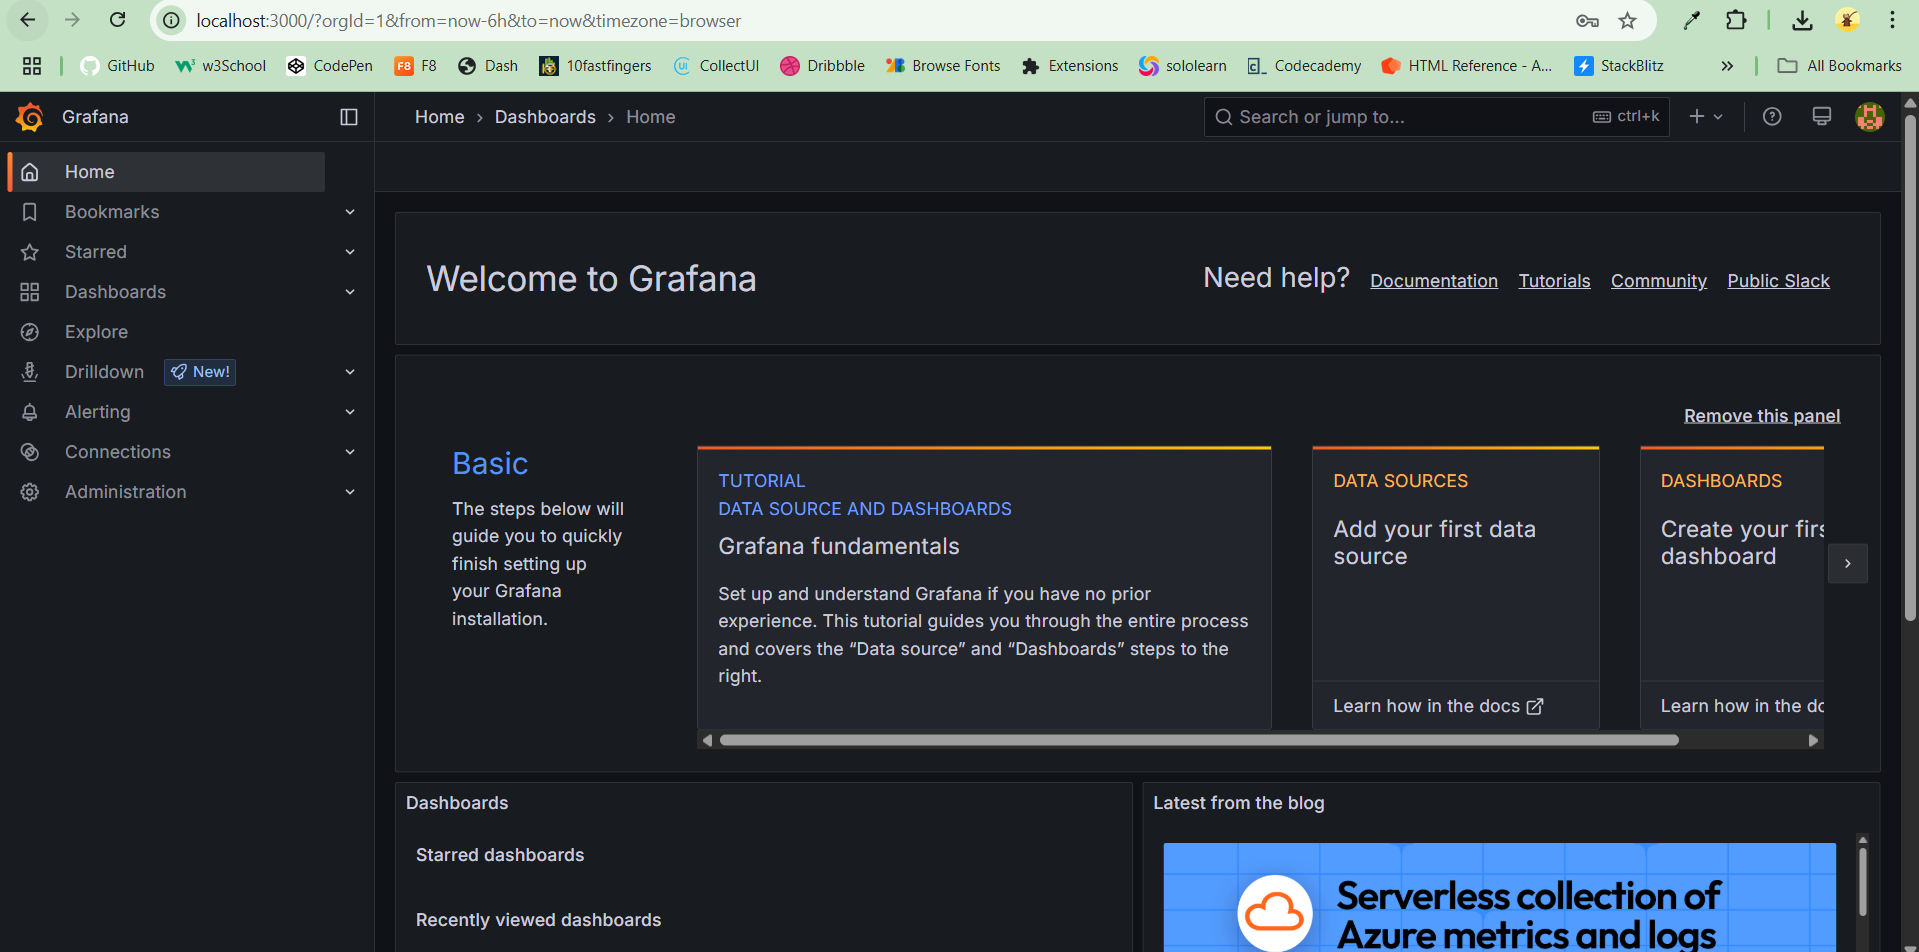 localhost:3000/?orgId=1&from=now-6h&to=now&timezone=browser
GitHub w3School CodePen F8 F8 Dash 10fastfingers CollectUI Dribbble Browse Fonts Extensions sololearn Codecademy HTML Reference - A... StackBlitz All Bookmarks
Grafana
Home › Dashboards › Home
Search or jump to... ctrl+k
Home
Bookmarks
Starred
Dashboards
Explore
Drilldown New!
Alerting
Connections
Administration
Welcome to Grafana
Need help? Documentation Tutorials Community Public Slack
Remove this panel
Basic
The steps below will
guide you to quickly
finish setting up
your Grafana
installation.
TUTORIAL
DATA SOURCE AND DASHBOARDS
Grafana fundamentals
Set up and understand Grafana if you have no prior
experience. This tutorial guides you through the entire process
and covers the “Data source” and “Dashboards” steps to the
right.
DATA SOURCES
Add your first data
source
Learn how in the docs
DASHBOARDS
Create your firs
dashboard
Learn how in the do
Dashboards
Starred dashboards
Recently viewed dashboards
Latest from the blog
Serverless collection of
Azure metrics and logs